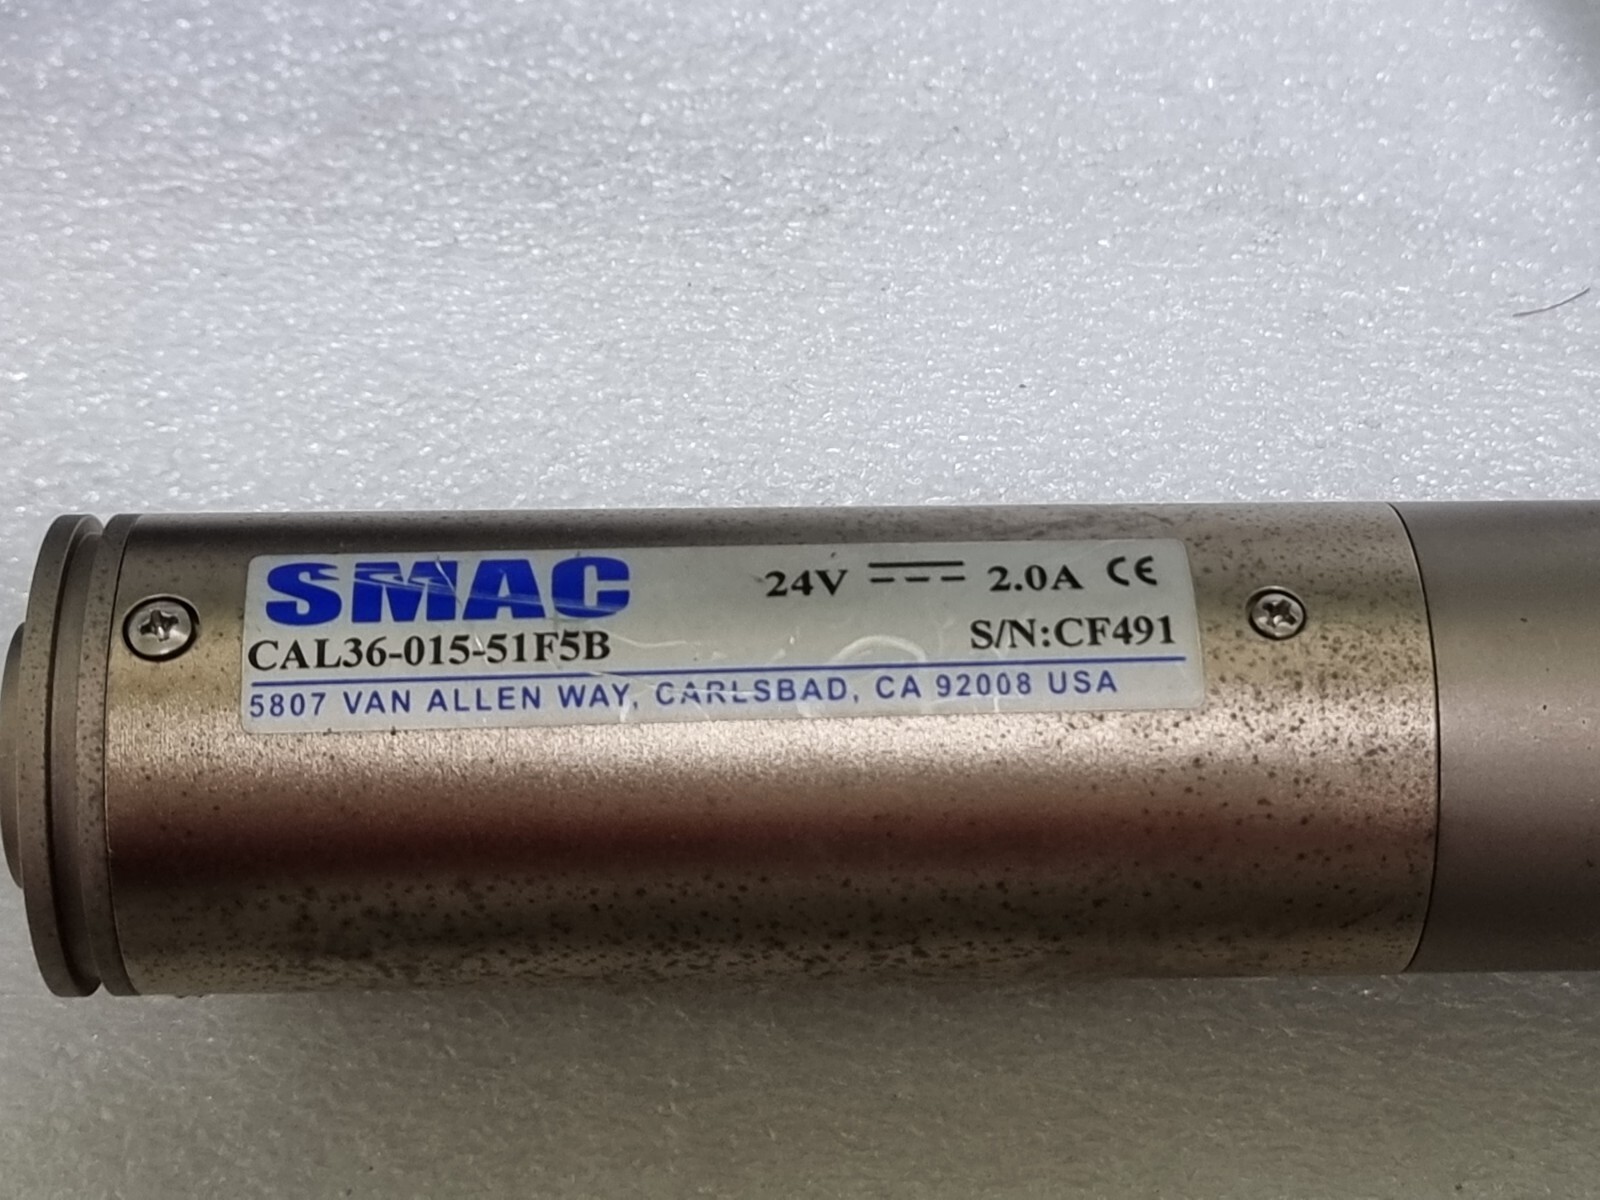 SMAC
24V 2.0A CE
CAL36-015-51F5B
S/N:CF491
5807 VAN ALLEN WAY, CARLSBAD, CA 92008 USA